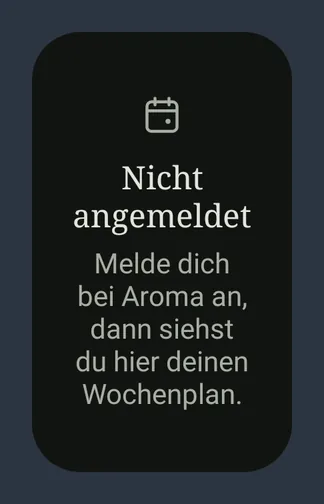 Nicht
angemeldet
Melde dich
bei Aroma an,
dann siehst
du hier deinen
Wochenplan.